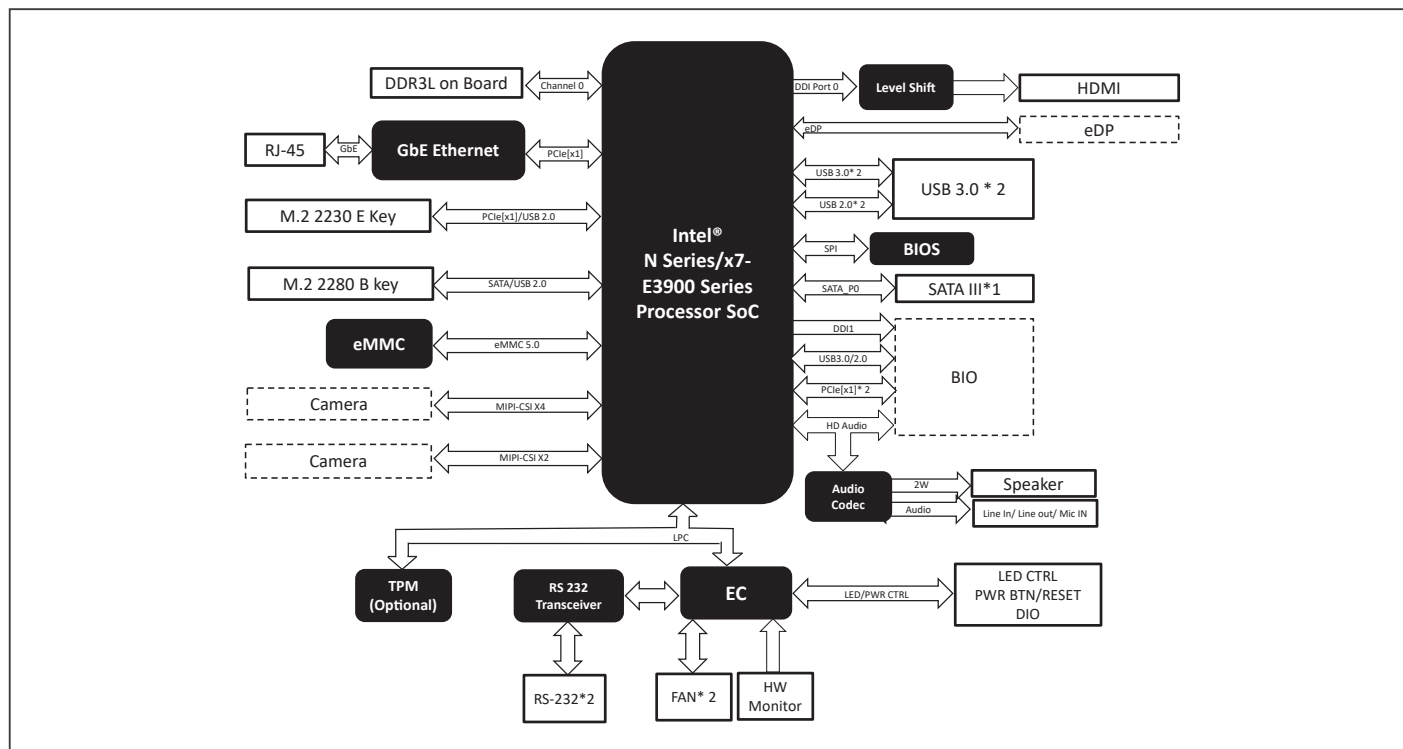 DDR3L on Board
Channel 0
RJ-45
GbE
GbE Ethernet
PCIe[x1]
M.2 2230 E Key
PCIe[x1]/USB 2.0
M.2 2280 B key
SATA/USB 2.0
eMMC
eMMC 5.0
Camera
MIPI-CSI X4
Camera
MIPI-CSI X2
Intel®
N Series/x7-
E3900 Series
Processor SoC
DDI Port 0
Level Shift
HDMI
eDP
eDP
USB 3.0* 2
USB 2.0* 2
USB 3.0 * 2
SPI
BIOS
SATA_P0
SATA III*1
DDI1
USB3.0/2.0
PCIe[x1]* 2
HD Audio
BIO
Audio
Codec
2W
Speaker
Audio
Line In/ Line out/ Mic IN
LPC
TPM
(Optional)
RS 232
Transceiver
EC
LED/PWR CTRL
LED CTRL
PWR BTN/RESET
DIO
RS-232*2
FAN* 2
HW
Monitor